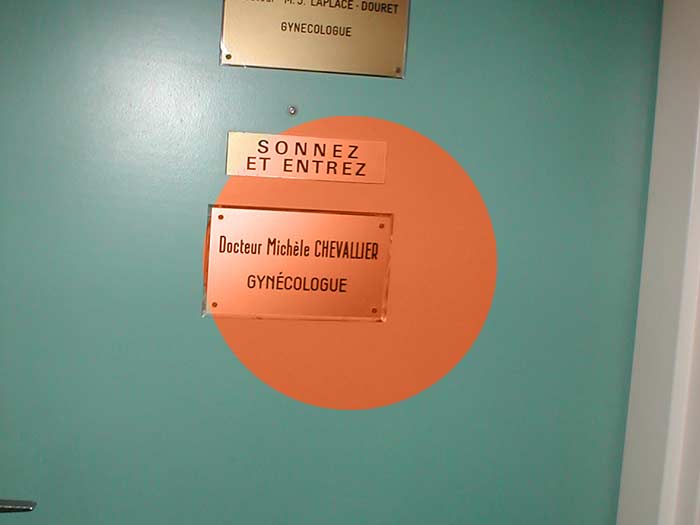 M. J. LAPLACE - DOURET
GYNECOLOGUE
SONNEZ
ET ENTREZ
Docteur Michèle CHEVALLIER
GYNÉCOLOGUE